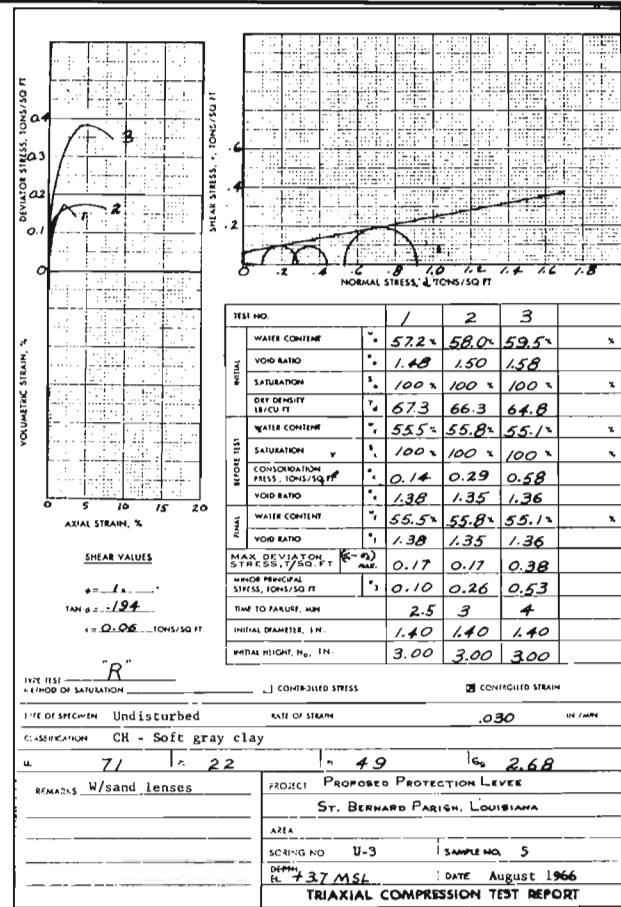 DEVIATOR STRESS, TONS/SQ FT
0.4
0.3
0.2
0.1
0
3
1
2
VOLUMETRIC STRAIN, %
0 5 10 15 20
AXIAL STRAIN, %
SHEAR STRESS, τ, TONS/SQ FT
.6
.4
.2
0 .2 .4 .6 .8 1.0 1.2 1.4 1.6 1.8
NORMAL STRESS, σ, TONS/SQ FT
SHEAR VALUES
TAN φ = .194
c = 0.06 TONS/SQ FT
TEST NO. 1 2 3
INITIAL
WATER CONTENT 57.2 % 58.0 % 59.5 % %
VOID RATIO 1.48 1.50 1.58
SATURATION 100 % 100 % 100 % %
DRY DENSITY LB/CU FT 67.3 66.3 64.8
BEFORE TEST
WATER CONTENT 55.5 % 55.8 % 55.1 % %
SATURATION 100 % 100 % 100 % %
CONSOLIDATION PRESS, TONS/SQ FT 0.14 0.29 0.58
VOID RATIO 1.38 1.35 1.36
FINAL
WATER CONTENT 55.5 % 55.8 % 55.1 %
VOID RATIO 1.38 1.35 1.36
MAX DEVIATOR STRESS, T/SQ. FT MAX. 0.17 0.17 0.38
MINOR PRINCIPAL STRESS, TONS/SQ FT 0.10 0.26 0.53
TIME TO FAILURE, MIN 2.5 3 4
INITIAL DIAMETER, IN. 1.40 1.40 1.40
INITIAL HEIGHT, H₀, IN. 3.00 3.00 3.00
TYPE TEST "R"
METHOD OF SATURATION
CONTROLLED STRESS CONTROLLED STRAIN
TYPE OF SPECIMEN Undisturbed RATE OF STRAIN .030 IN/MIN
CLASSIFICATION CH - Soft gray clay
LL 71 PL 22 PI 49 Gs 2.68
REMARKS W/sand lenses
PROJECT PROPOSED PROTECTION LEVEE
ST. BERNARD PARISH, LOUISIANA
AREA
BORING NO U-3 SAMPLE NO. 5
DEPTH EL +3.7 MSL DATE August 1966
TRIAXIAL COMPRESSION TEST REPORT